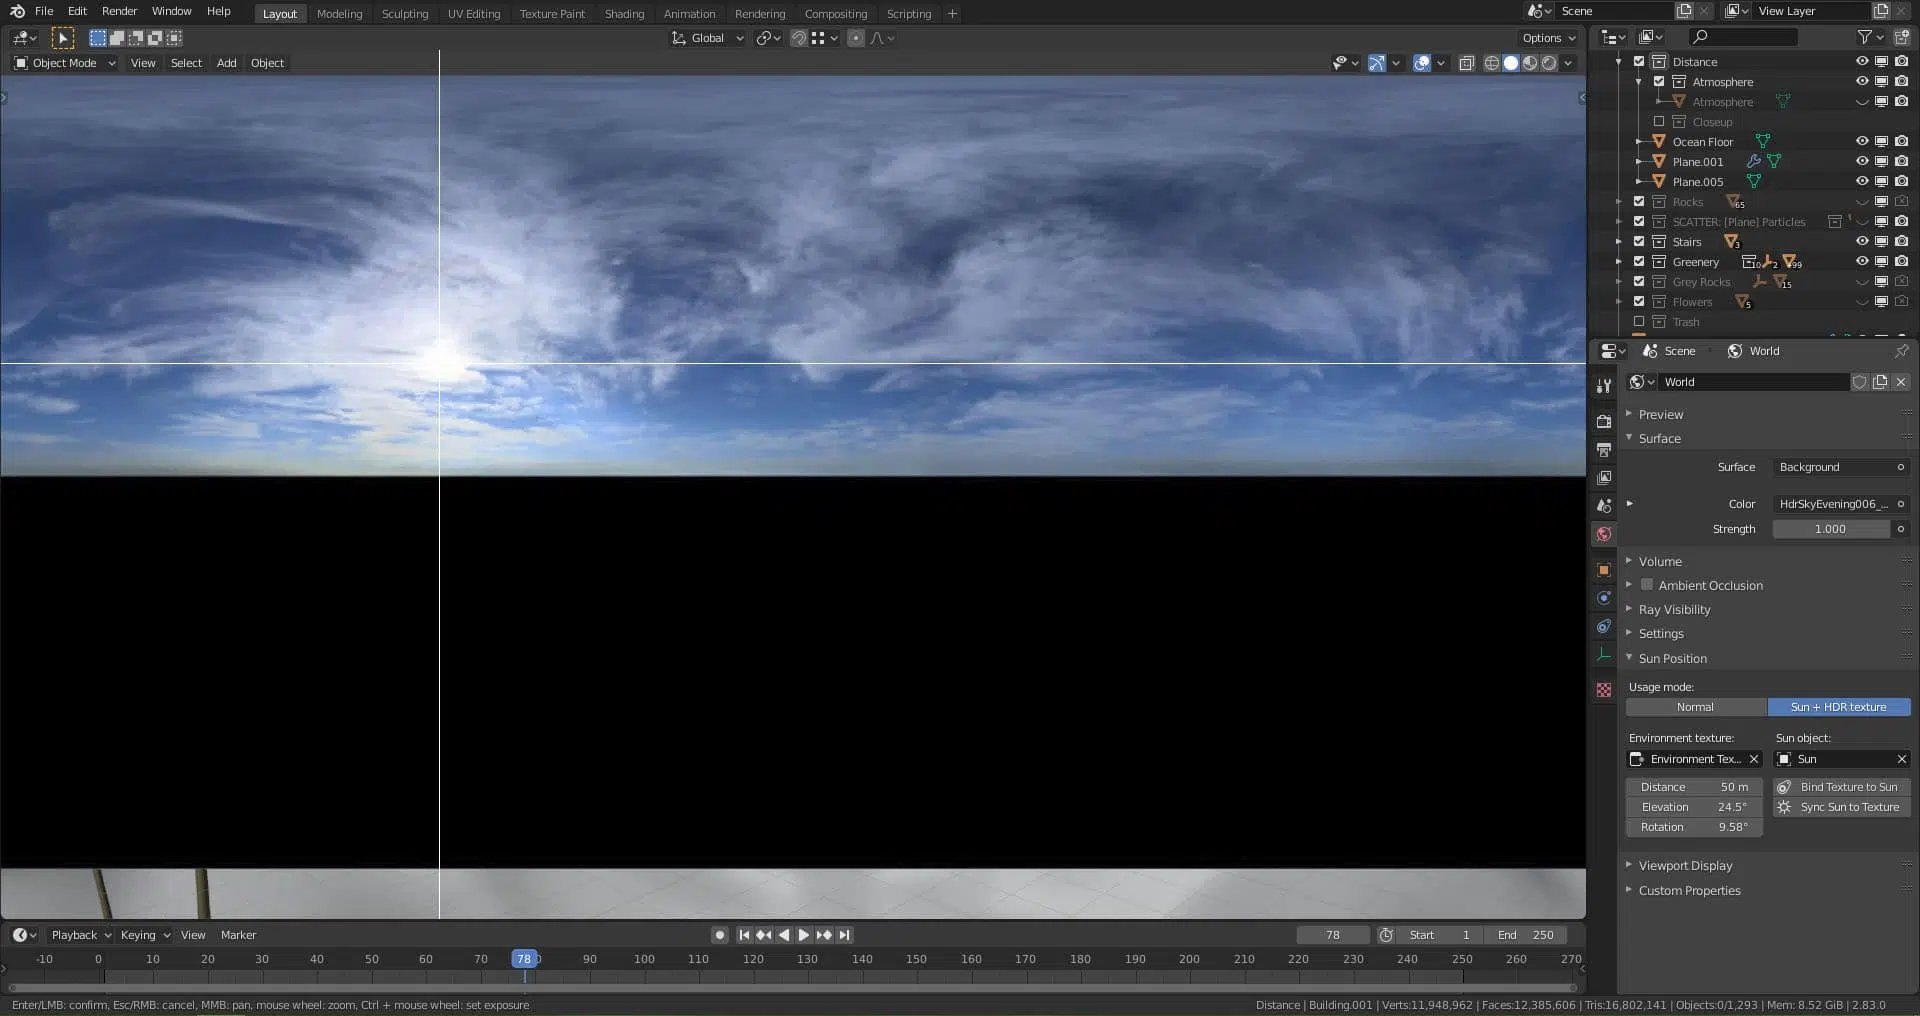 File Edit Render Window Help Layout Modeling Sculpting UV Editing Texture Paint Shading Animation Rendering Compositing Scripting + Scene View Layer
Global Options
Object Mode View Select Add Object
Distance
Atmosphere
Atmosphere
Closeup
Ocean Floor
Plane.001
Plane.005
Rocks 65
SCATTER: [Plane] Particles
Stairs 3
Greenery 10 2 99
Grey Rocks 15
Flowers 5
Trash
Scene World
World
Preview
Surface
Surface Background
Color HdrSkyEvening006_...
Strength 1.000
Volume
Ambient Occlusion
Ray Visibility
Settings
Sun Position
Usage mode:
Normal Sun + HDR texture
Environment texture: Sun object:
Environment Tex... Sun
Distance 50 m Bind Texture to Sun
Elevation 24.5° Sync Sun to Texture
Rotation 9.58°
Viewport Display
Custom Properties
Playback Keying View Marker 78 Start 1 End 250
-10 0 10 20 30 40 50 60 70 78 90 100 110 120 130 140 150 160 170 180 190 200 210 220 230 240 250 260 270
Enter/LMB: confirm, Esc/RMB: cancel, MMB: pan, mouse wheel: zoom, Ctrl + mouse wheel: set exposure
Distance | Building.001 | Verts:11,948,962 | Faces:12,385,606 | Tris:16,802,141 | Objects:0/1,293 | Mem: 8.52 GiB | 2.83.0